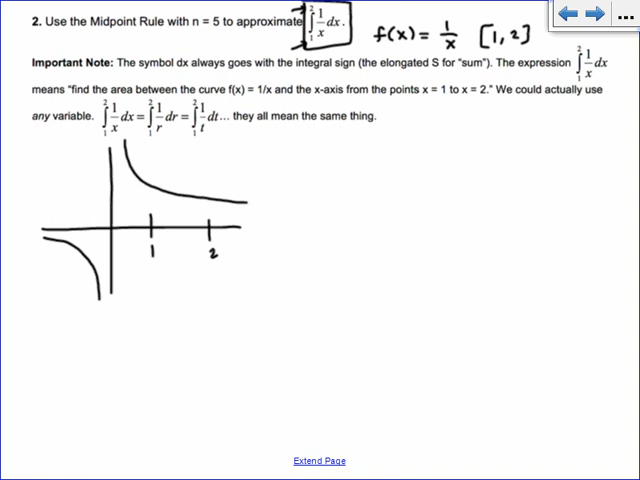 2. Use the Midpoint Rule with n = 5 to approximate ∫₁² 1/x dx. f(x) = 1/x [1, 2]
Important Note: The symbol dx always goes with the integral sign (the elongated S for "sum"). The expression ∫₁² 1/x dx
means "find the area between the curve f(x) = 1/x and the x-axis from the points x = 1 to x = 2." We could actually use
any variable. ∫₁² 1/x dx = ∫₁² 1/r dr = ∫₁² 1/t dt... they all mean the same thing.
1 2
Extend Page